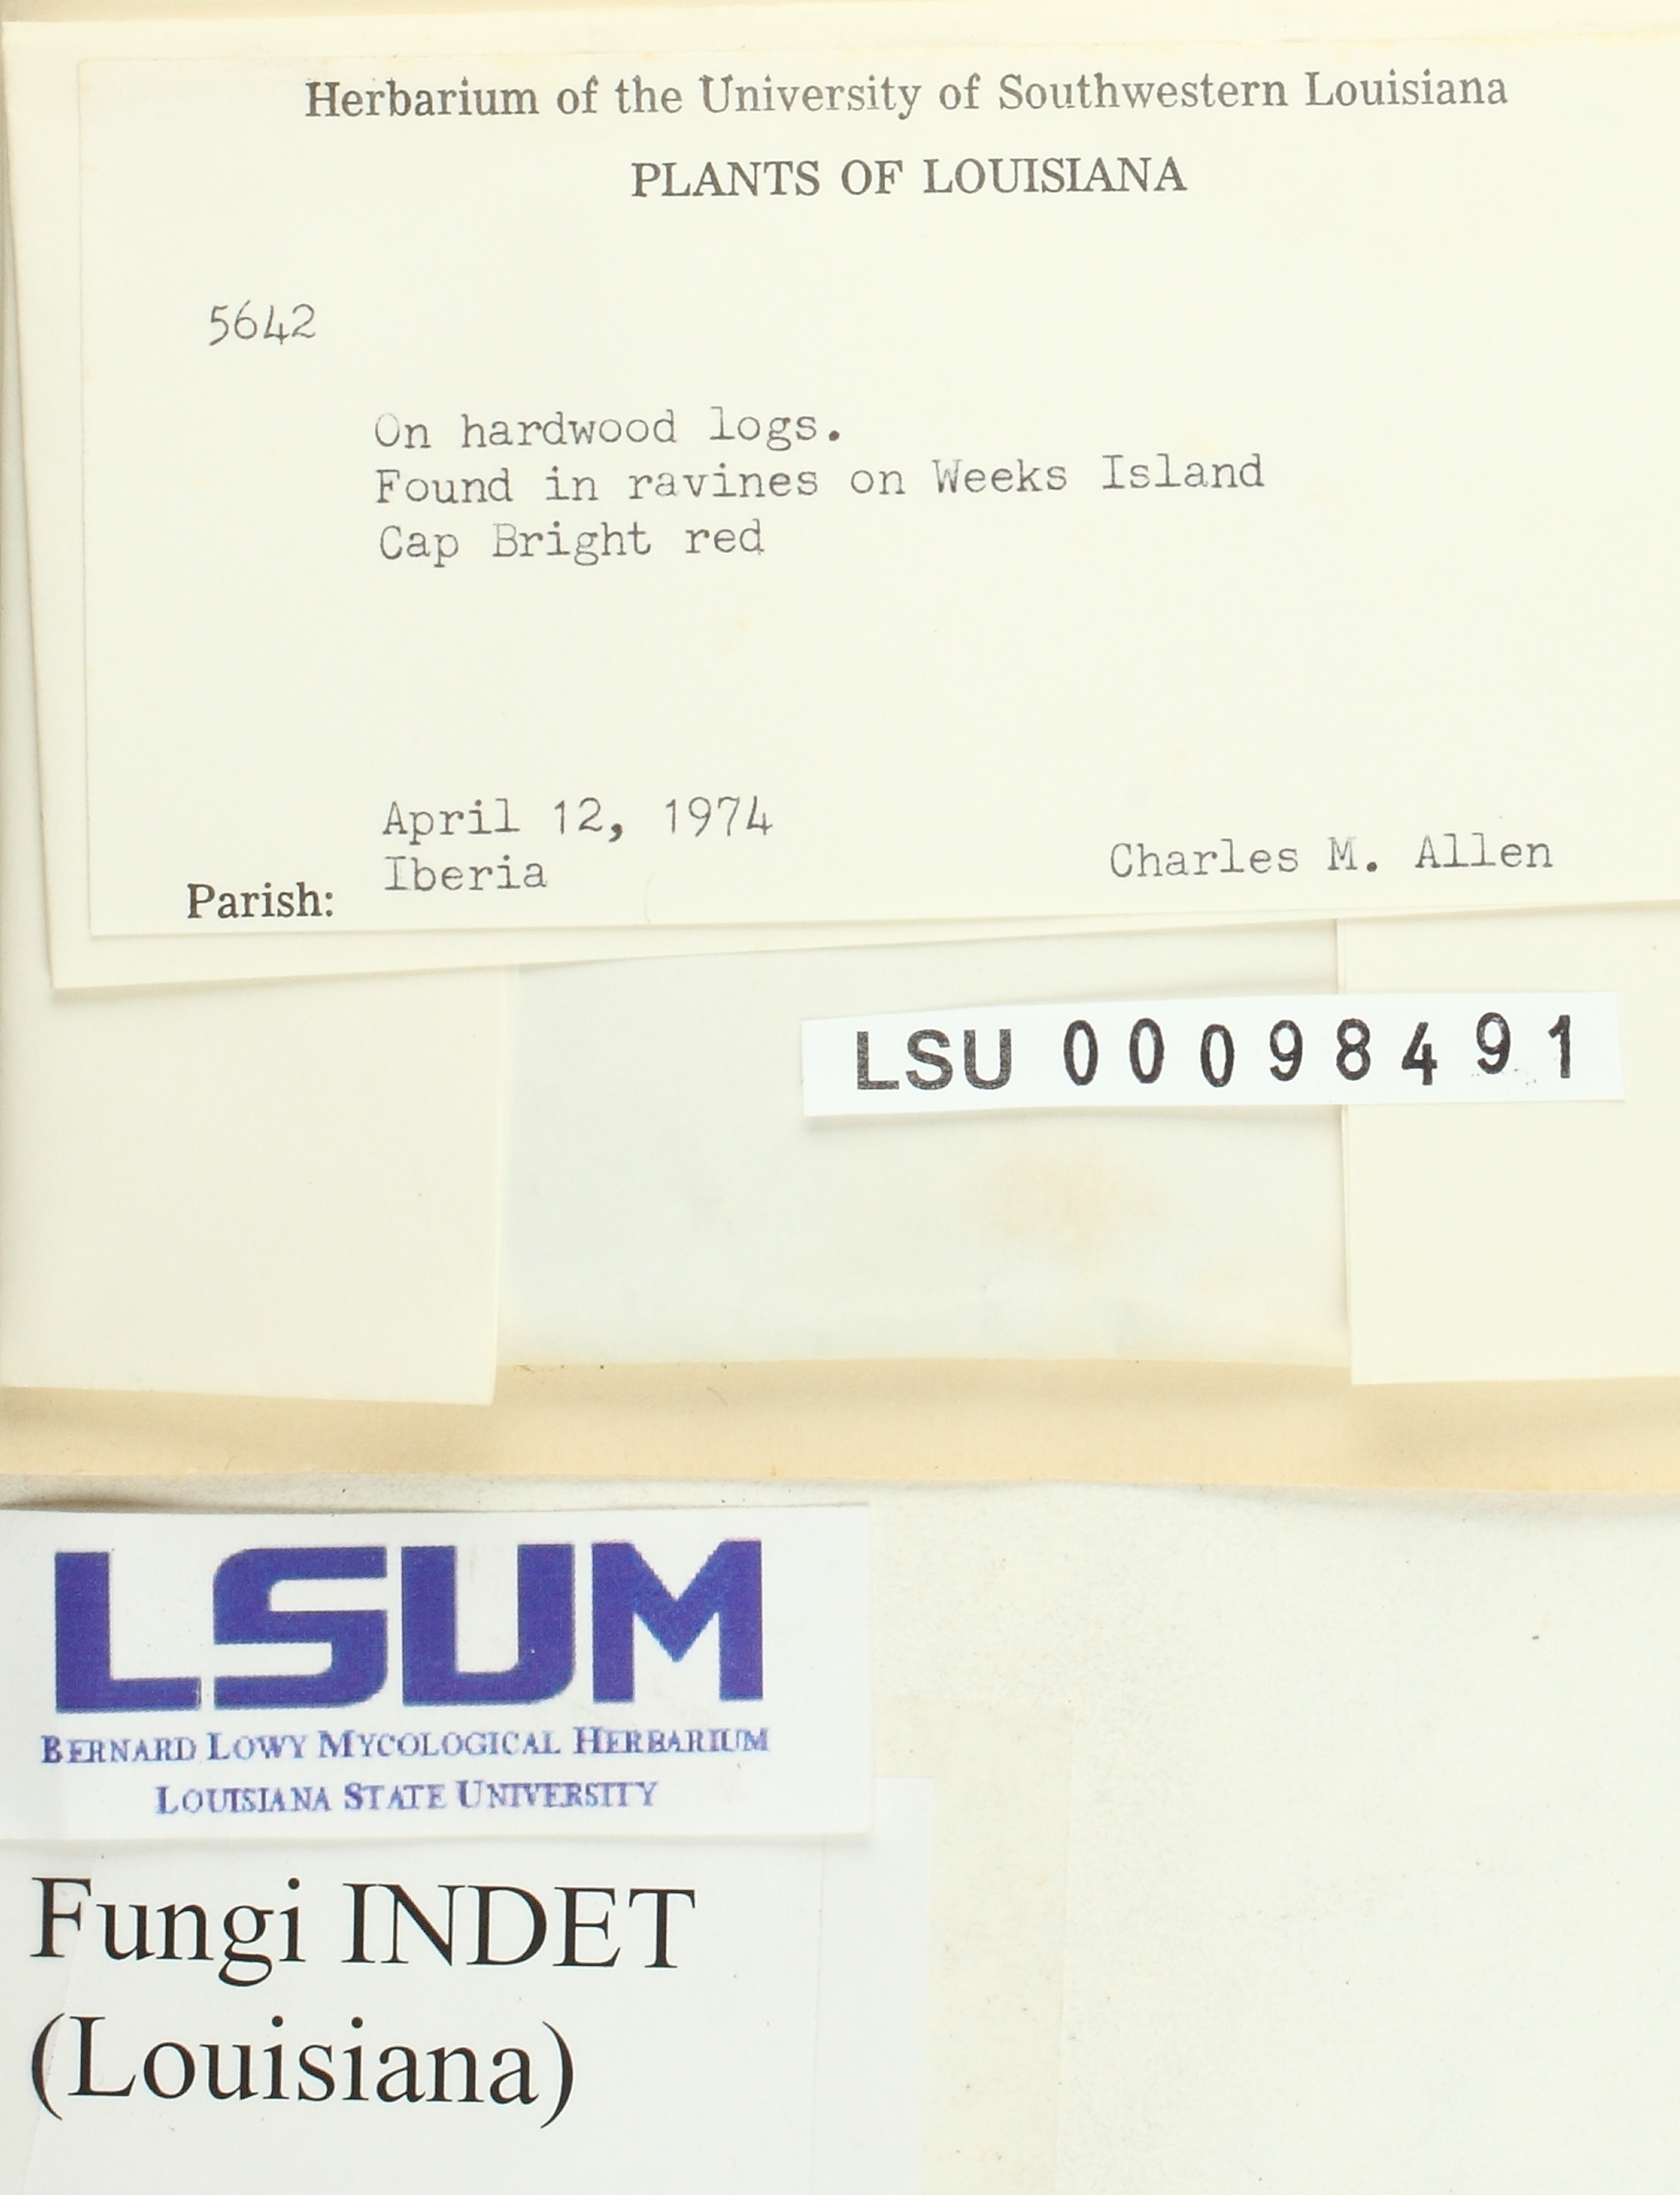 Herbarium of the University of Southwestern Louisiana
PLANTS OF LOUISIANA
5642
On hardwood logs.
Found in ravines on Weeks Island
Cap Bright red
April 12, 1974
Parish: Iberia
Charles M. Allen
LSU 00098491
LSUM
BERNARD LOWY MYCOLOGICAL HERBARIUM
LOUISIANA STATE UNIVERSITY
Fungi INDET
(Louisiana)